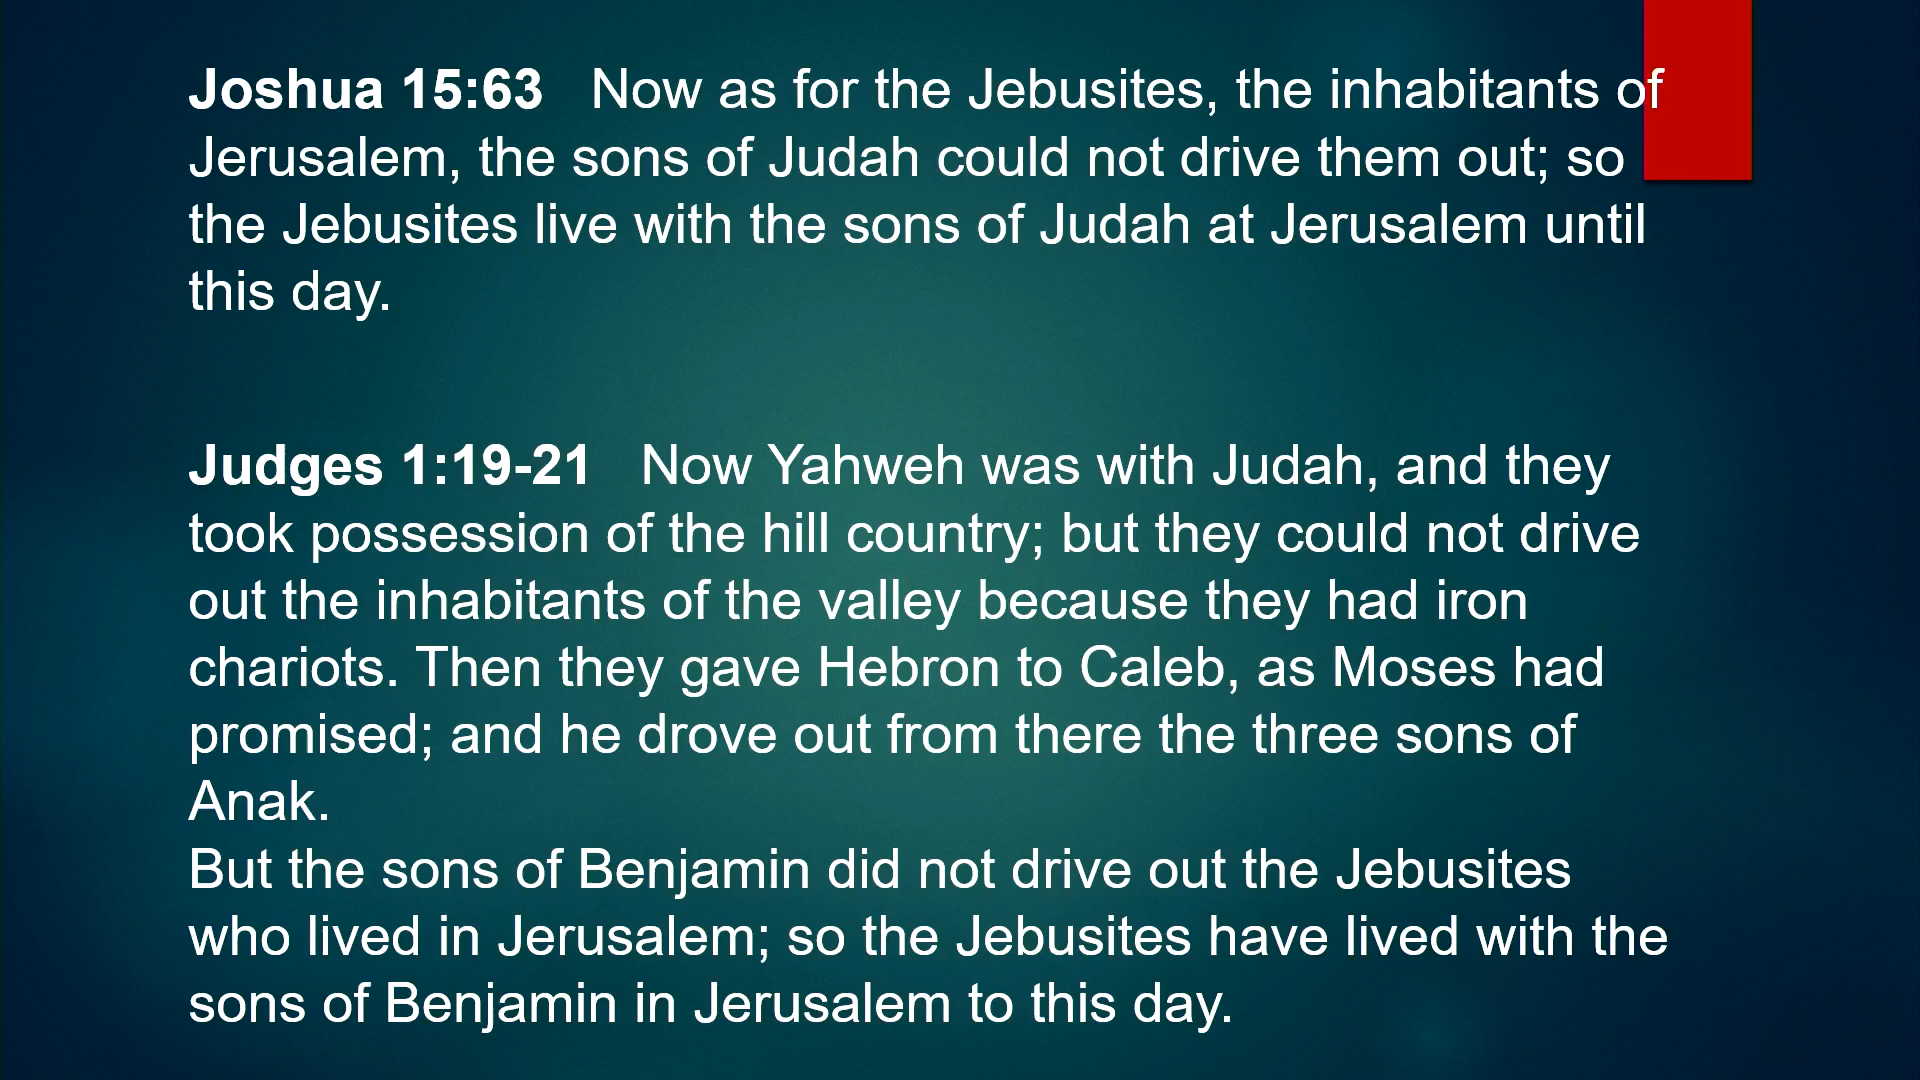 Joshua 15:63 Now as for the Jebusites, the inhabitants of
Jerusalem, the sons of Judah could not drive them out; so
the Jebusites live with the sons of Judah at Jerusalem until
this day.
Judges 1:19-21 Now Yahweh was with Judah, and they
took possession of the hill country; but they could not drive
out the inhabitants of the valley because they had iron
chariots. Then they gave Hebron to Caleb, as Moses had
promised; and he drove out from there the three sons of
Anak.
But the sons of Benjamin did not drive out the Jebusites
who lived in Jerusalem; so the Jebusites have lived with the
sons of Benjamin in Jerusalem to this day.